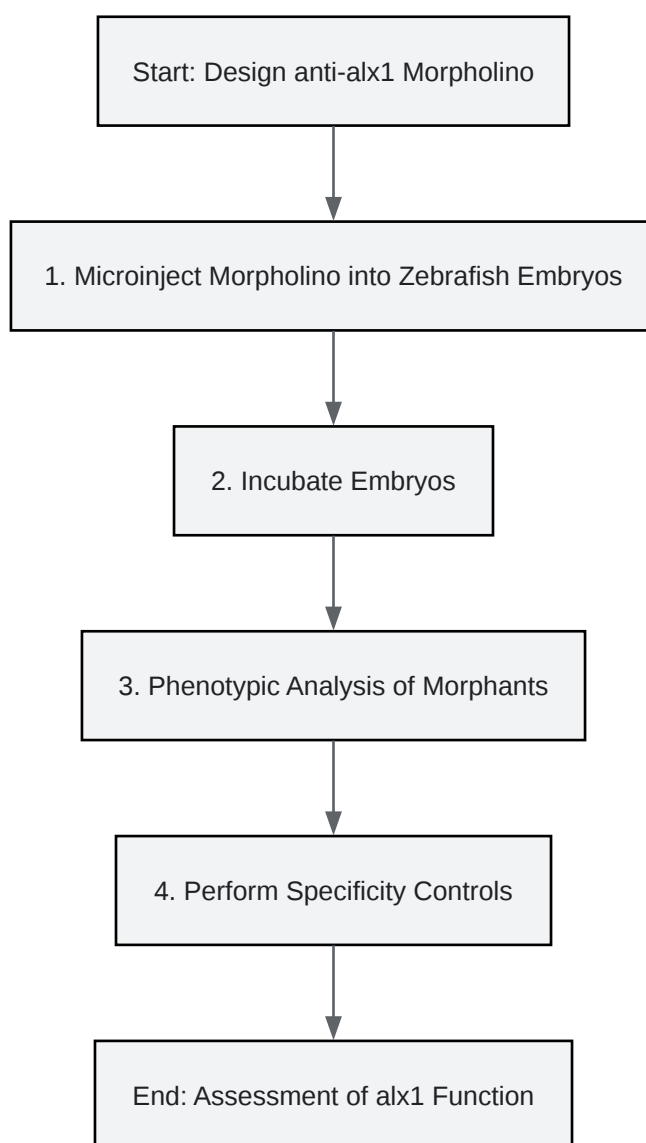 Start: Design anti-alx1 Morpholino
1. Microinject Morpholino into Zebrafish Embryos
2. Incubate Embryos
3. Phenotypic Analysis of Morphants
4. Perform Specificity Controls
End: Assessment of alx1 Function